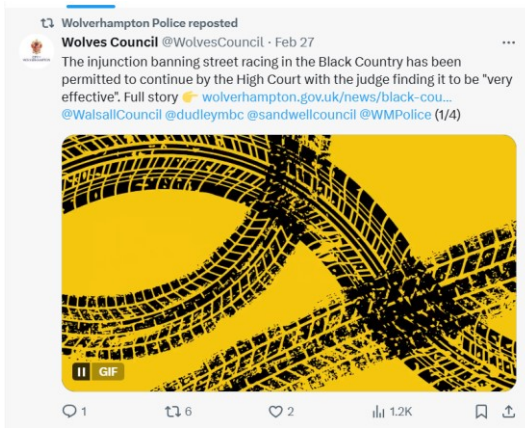 Wolverhampton Police reposted
Wolves Council @WolvesCouncil · Feb 27
The injunction banning street racing in the Black Country has been
permitted to continue by the High Court with the judge finding it to be "very
effective". Full story 👉 wolverhampton.gov.uk/news/black-cou...
@WalsallCouncil @dudleymbc @sandwellcouncil @WMPolice (1/4)
GIF
1 6 2 1.2K